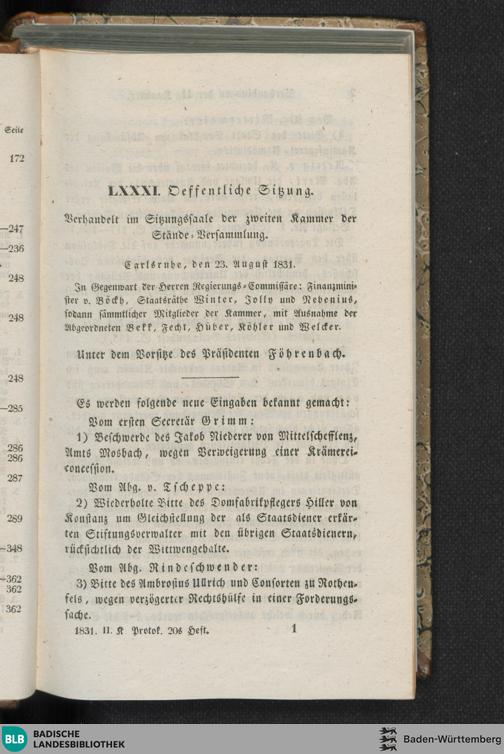 Seite
172
—247
—236
248
248
248
—285
286
286
287
289
—348
—362
362
362
LXXXI. Oeffentliche Sitzung.
Verhandelt im Sitzungssaale der zweiten Kammer der
Stände-Versammlung.
Carlsruhe, den 23. August 1831.
In Gegenwart der Herren Regierungs-Commissäre: Finanzmini-
ster v. Böckh, Staatsräthe Winter, Jolly und Nebenius,
sodann sämmtlicher Mitglieder der Kammer, mit Ausnahme der
Abgeordneten Bekk, Fecht, Hüber, Köhler und Welcker.
Unter dem Vorsitze des Präsidenten Föhrenbach.
Es werden folgende neue Eingaben bekannt gemacht:
Vom ersten Secretär Grimm:
1) Beschwerde des Jakob Niederer von Mittelschefflenz,
Amts Mosbach, wegen Verweigerung einer Krämerei-
concession.
Vom Abg. v. Tscheppe:
2) Wiederholte Bitte des Domfabrikpflegers Hiller von
Konstanz um Gleichstellung der als Staatsdiener erklär-
ten Stiftungsverwalter mit den übrigen Staatsdienern,
rücksichtlich der Wittwengehalte.
Vom Abg. Rindeschwender:
3) Bitte des Ambrosius Ullrich und Consorten zu Rothen-
fels, wegen verzögerter Rechtshülfe in einer Forderungs-
sache.
1831. II. K Protok. 20s Heft. 1
BLB BADISCHE
LANDESBIBLIOTHEK
Baden-Württemberg